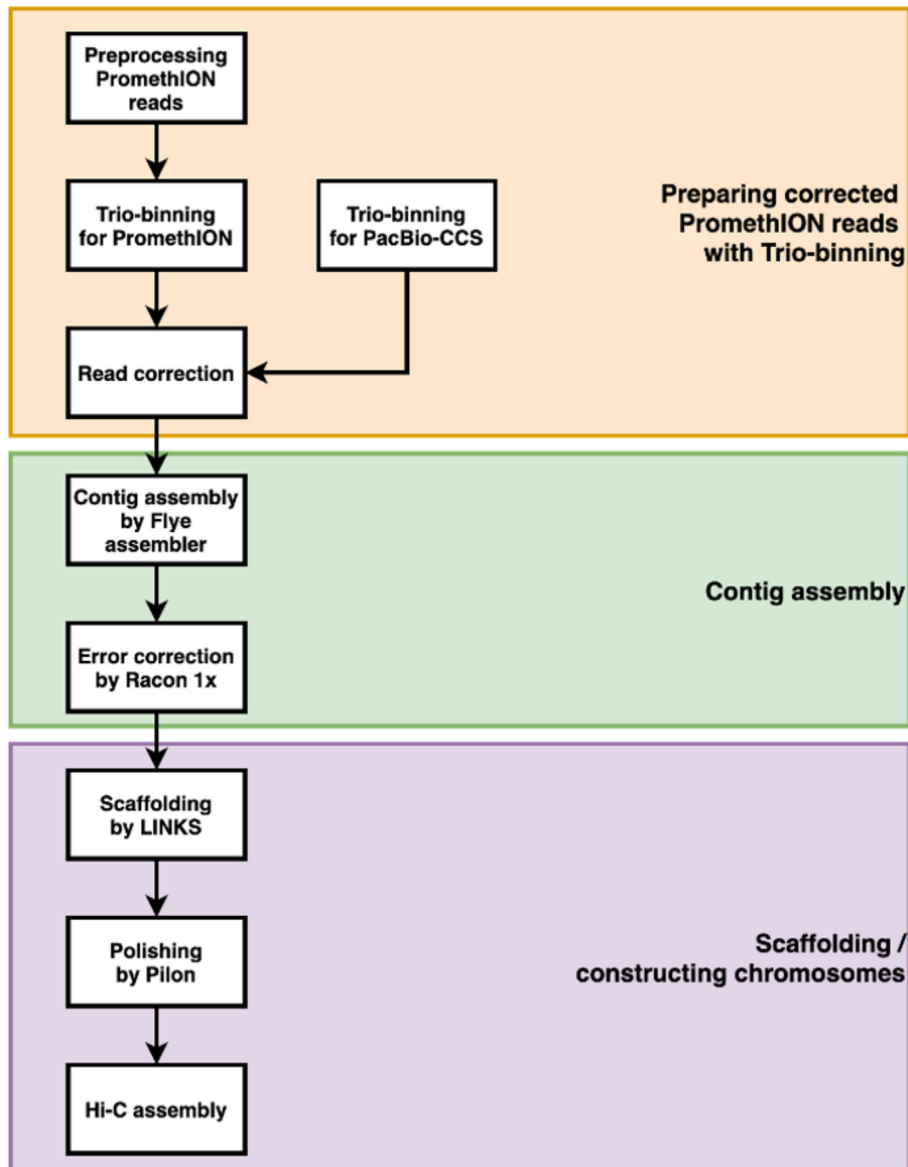 Preprocessing
PromethION
reads
Trio-binning
for PromethION
Trio-binning
for PacBio-CCS
Preparing corrected
PromethION reads
with Trio-binning
Read correction
Contig assembly
by Flye
assembler
Contig assembly
Error correction
by Racon 1x
Scaffolding
by LINKS
Polishing
by Pilon
Scaffolding /
constructing chromosomes
Hi-C assembly